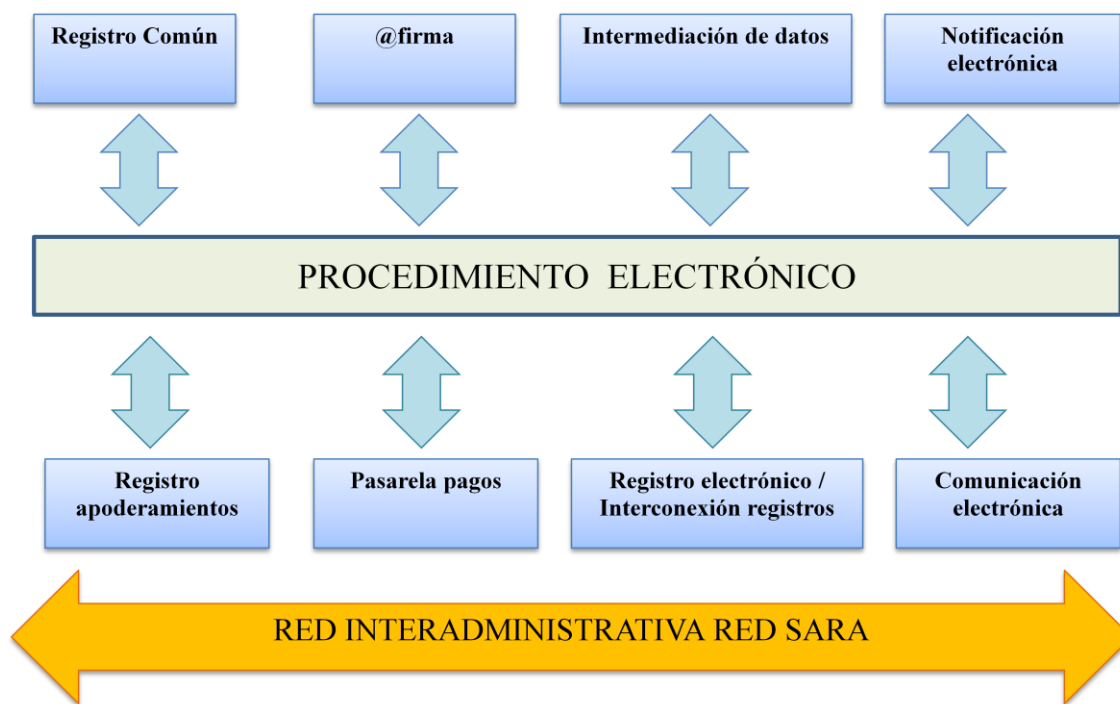 Registro Común
@firma
Intermediación de datos
Notificación
electrónica
PROCEDIMIENTO ELECTRÓNICO
Registro
apoderamientos
Pasarela pagos
Registro electrónico /
Interconexión registros
Comunicación
electrónica
RED INTERADMINISTRATIVA RED SARA